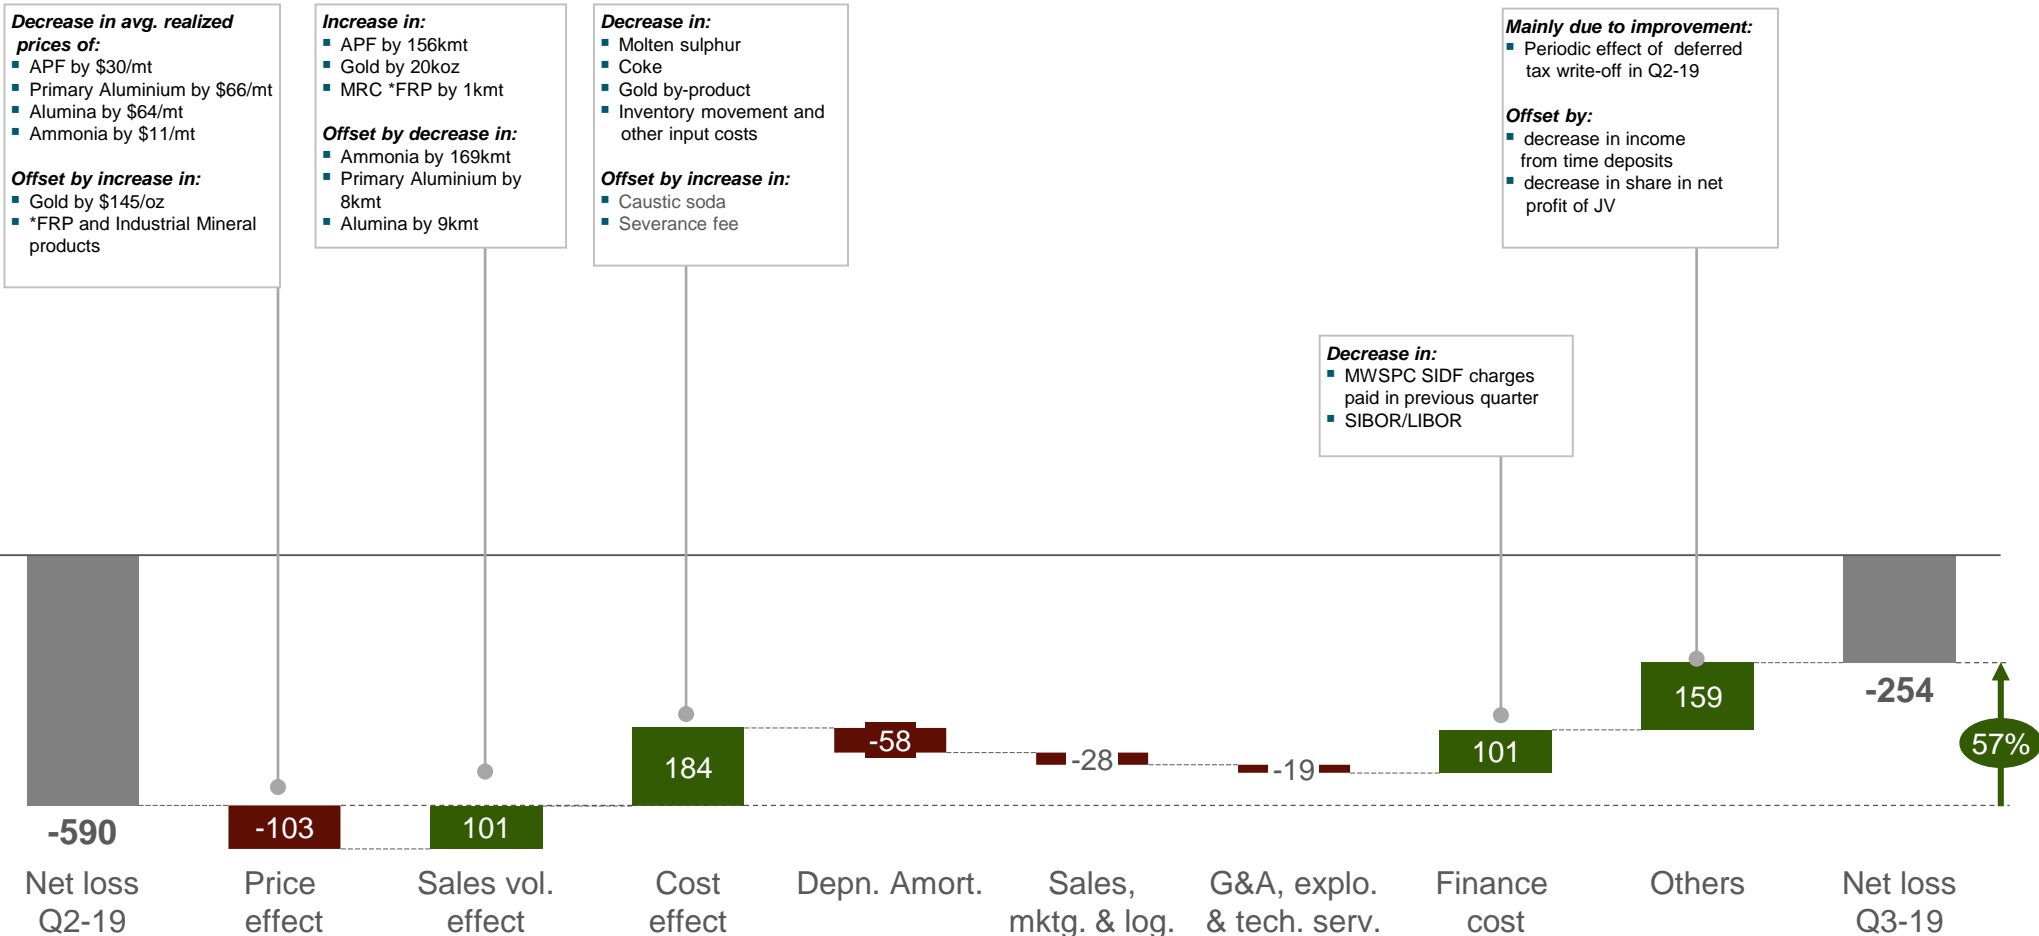 Decrease in avg. realized
prices of:
▪ APF by $30/mt
▪ Primary Aluminium by $66/mt
▪ Alumina by $64/mt
▪ Ammonia by $11/mt
Offset by increase in:
▪ Gold by $145/oz
▪ *FRP and Industrial Mineral
products
Increase in:
▪ APF by 156kmt
▪ Gold by 20koz
▪ MRC *FRP by 1kmt
Offset by decrease in:
▪ Ammonia by 169kmt
▪ Primary Aluminium by
8kmt
▪ Alumina by 9kmt
Decrease in:
▪ Molten sulphur
▪ Coke
▪ Gold by-product
▪ Inventory movement and
other input costs
Offset by increase in:
▪ Caustic soda
▪ Severance fee
Mainly due to improvement:
▪ Periodic effect of deferred
tax write-off in Q2-19
Offset by:
▪ decrease in income
from time deposits
▪ decrease in share in net
profit of JV
Decrease in:
▪ MWSPC SIDF charges
paid in previous quarter
▪ SIBOR/LIBOR
-590
-103
101
184
-58
-28
-19
101
159
-254
57%
Net loss
Q2-19
Price
effect
Sales vol.
effect
Cost
effect
Depn. Amort.
Sales,
mktg. & log.
G&A, explo.
& tech. serv.
Finance
cost
Others
Net loss
Q3-19